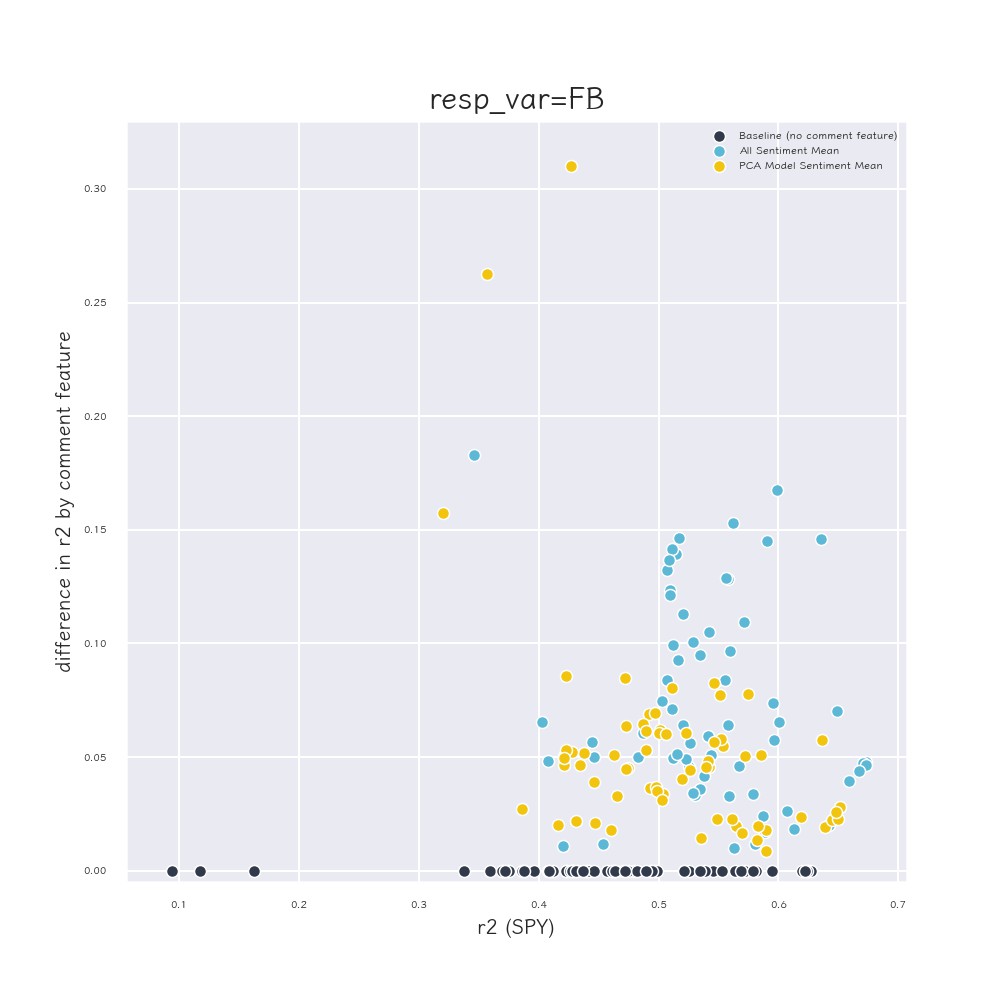 resp_var=FB
Baseline (no comment feature)
All Sentiment Mean
PCA Model Sentiment Mean
difference in r2 by comment feature
0.30
0.25
0.20
0.15
0.10
0.05
0.00
0.1 0.2 0.3 0.4 0.5 0.6 0.7
r2 (SPY)